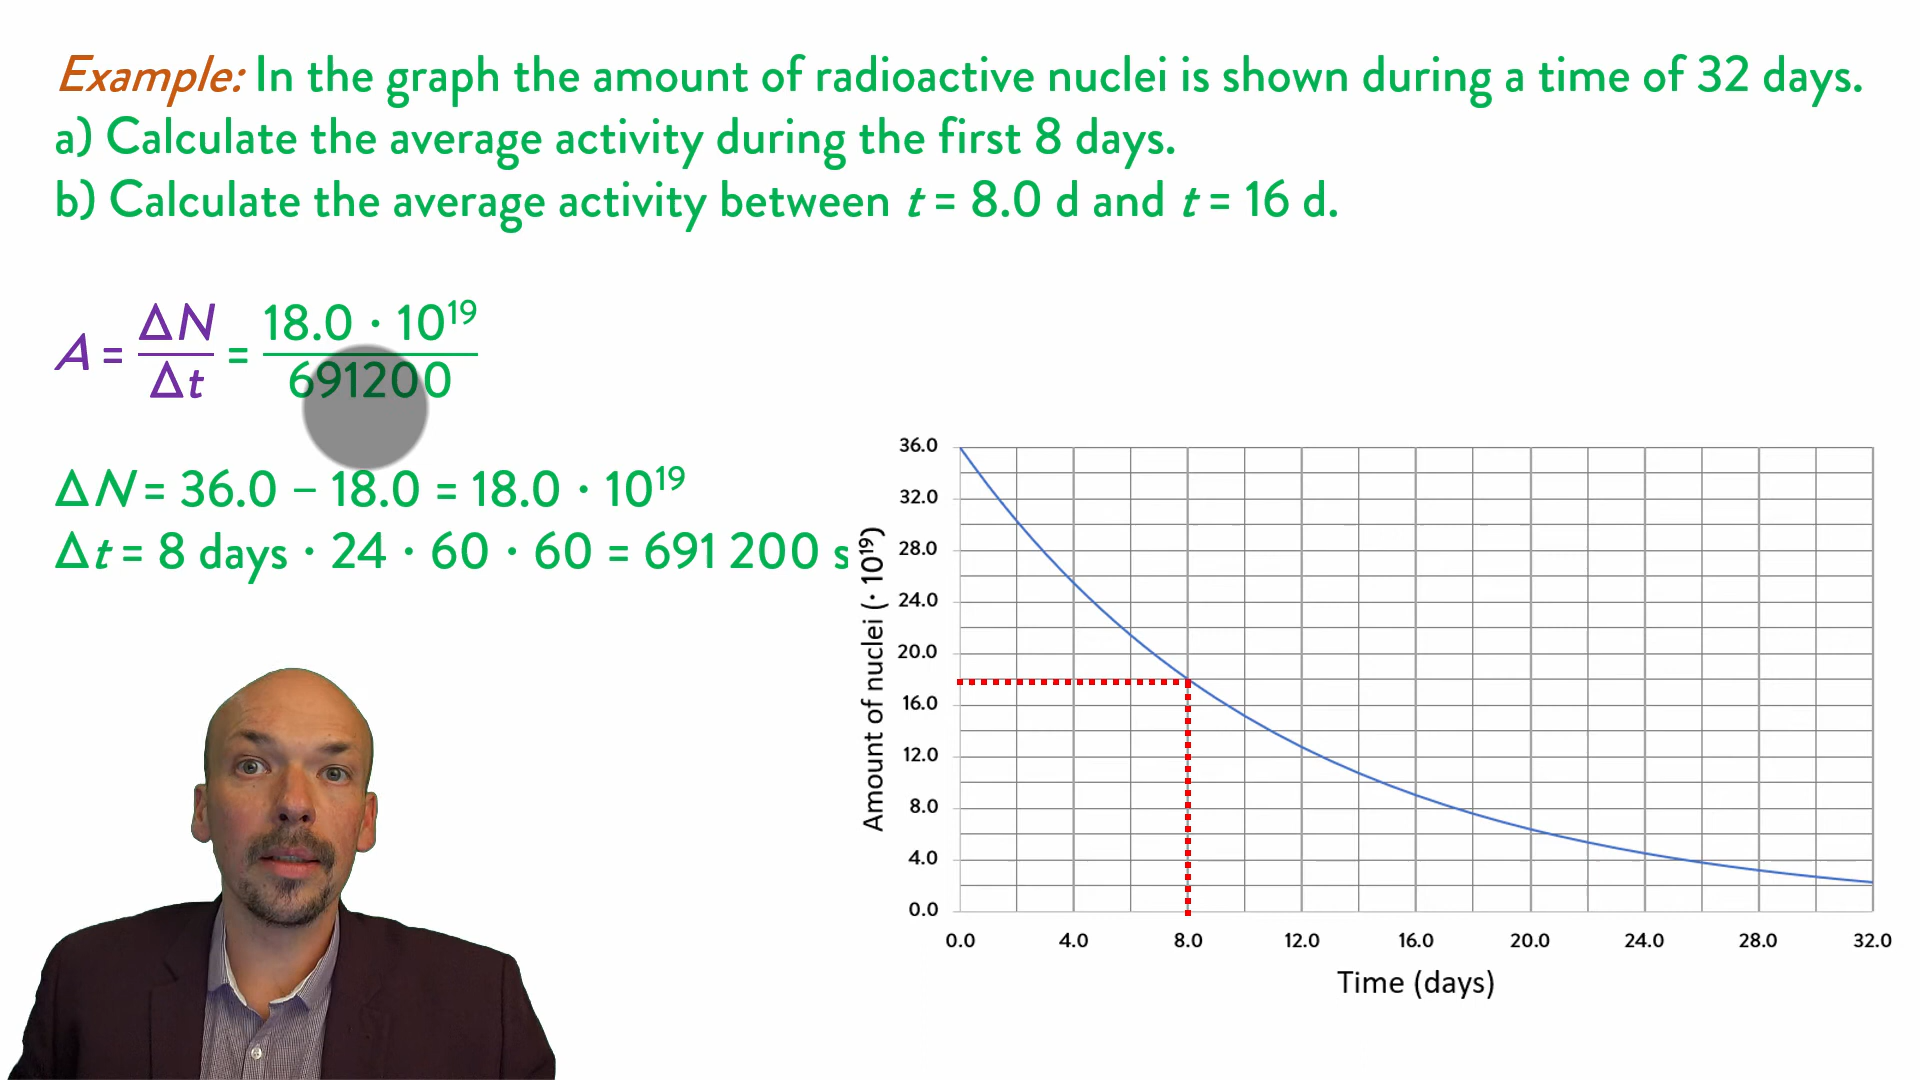 Example: In the graph the amount of radioactive nuclei is shown during a time of 32 days.
a) Calculate the average activity during the first 8 days.
b) Calculate the average activity between t = 8.0 d and t = 16 d.
A = ΔN/Δt = 18.0 · 10¹⁹/691200
ΔN = 36.0 – 18.0 = 18.0 · 10¹⁹
Δt = 8 days · 24 · 60 · 60 = 691 200 s
Amount of nuclei (· 10¹⁹)
36.0
32.0
28.0
24.0
20.0
16.0
12.0
8.0
4.0
0.0
0.0 4.0 8.0 12.0 16.0 20.0 24.0 28.0 32.0
Time (days)